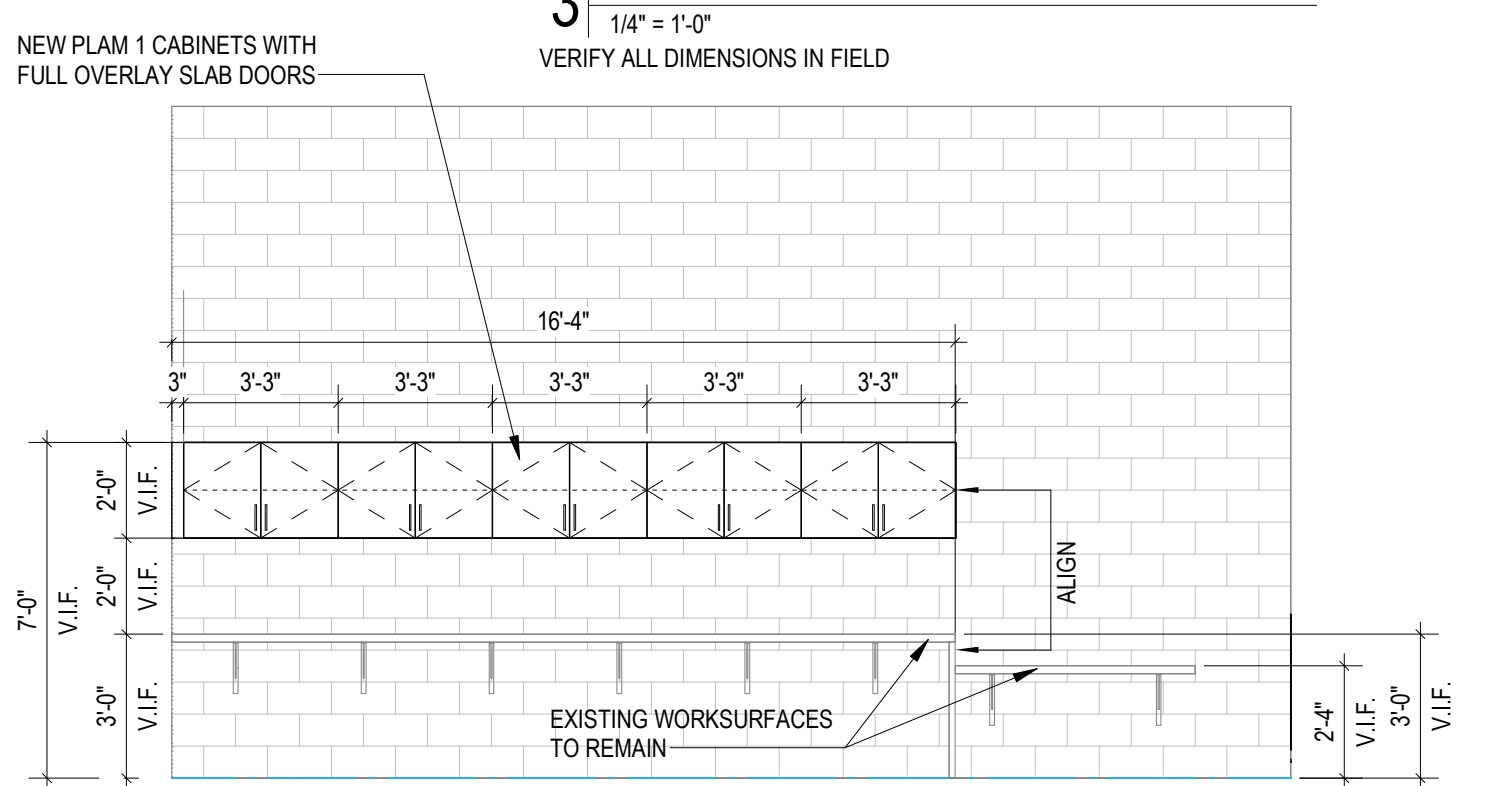 3
1/4" = 1'-0"
VERIFY ALL DIMENSIONS IN FIELD
NEW PLAM 1 CABINETS WITH
FULL OVERLAY SLAB DOORS
16'-4"
3"
3'-3"
3'-3"
3'-3"
3'-3"
3'-3"
7'-0"
V.I.F.
2'-0"
V.I.F.
2'-0"
V.I.F.
3'-0"
V.I.F.
ALIGN
EXISTING WORKSURFACES
TO REMAIN
2'-4"
V.I.F.
3'-0"
V.I.F.